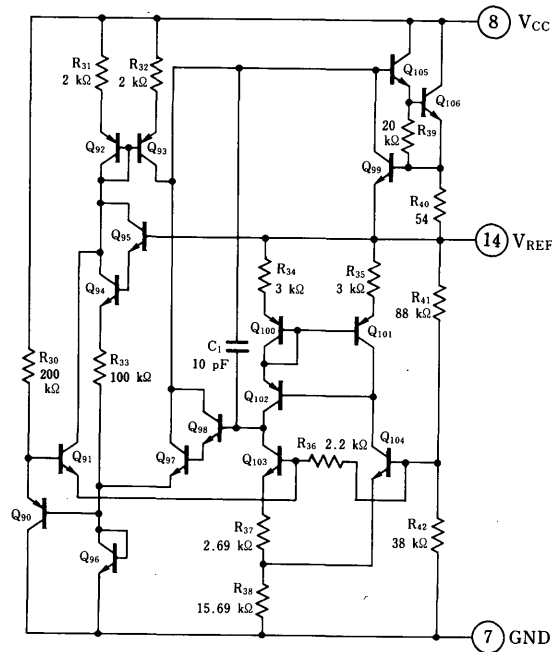 8 VCC
R31
2 kΩ
R32
2 kΩ
Q105
Q106
20
kΩ
R39
Q92
Q93
Q99
R40
54
Q95
14 VREF
R34
3 kΩ
R35
3 kΩ
R41
88 kΩ
Q94
Q100
Q101
C1
10 pF
R30
200
kΩ
R33
100 kΩ
Q102
Q98
R36 2.2 kΩ
Q104
Q91
Q97
Q103
Q90
R37
2.69 kΩ
R42
38 kΩ
Q96
R38
15.69 kΩ
7 GND